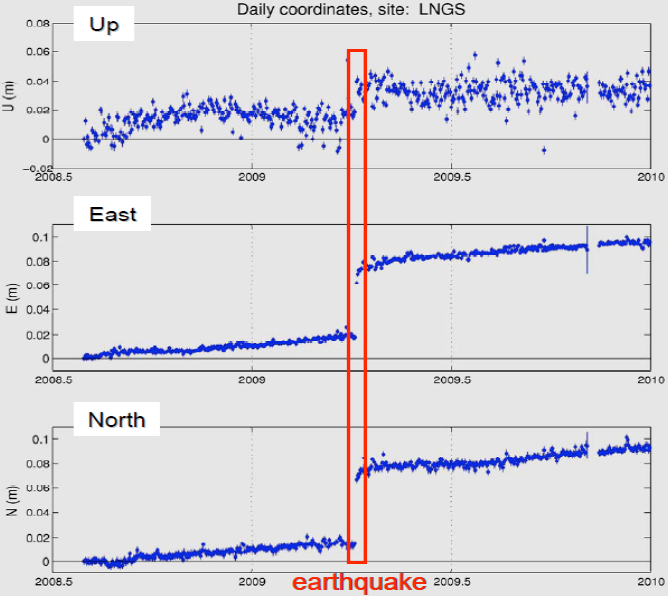 Daily coordinates, site: LNGS
Up
U (m)
0.08
0.06
0.04
0.02
0
−0.02
2008.5 2009 2009.5 2010
East
E (m)
0.1
0.08
0.06
0.04
0.02
0
2008.5 2009 2009.5 2010
North
N (m)
0.1
0.08
0.06
0.04
0.02
0
2008.5 2009 2009.5 2010
earthquake